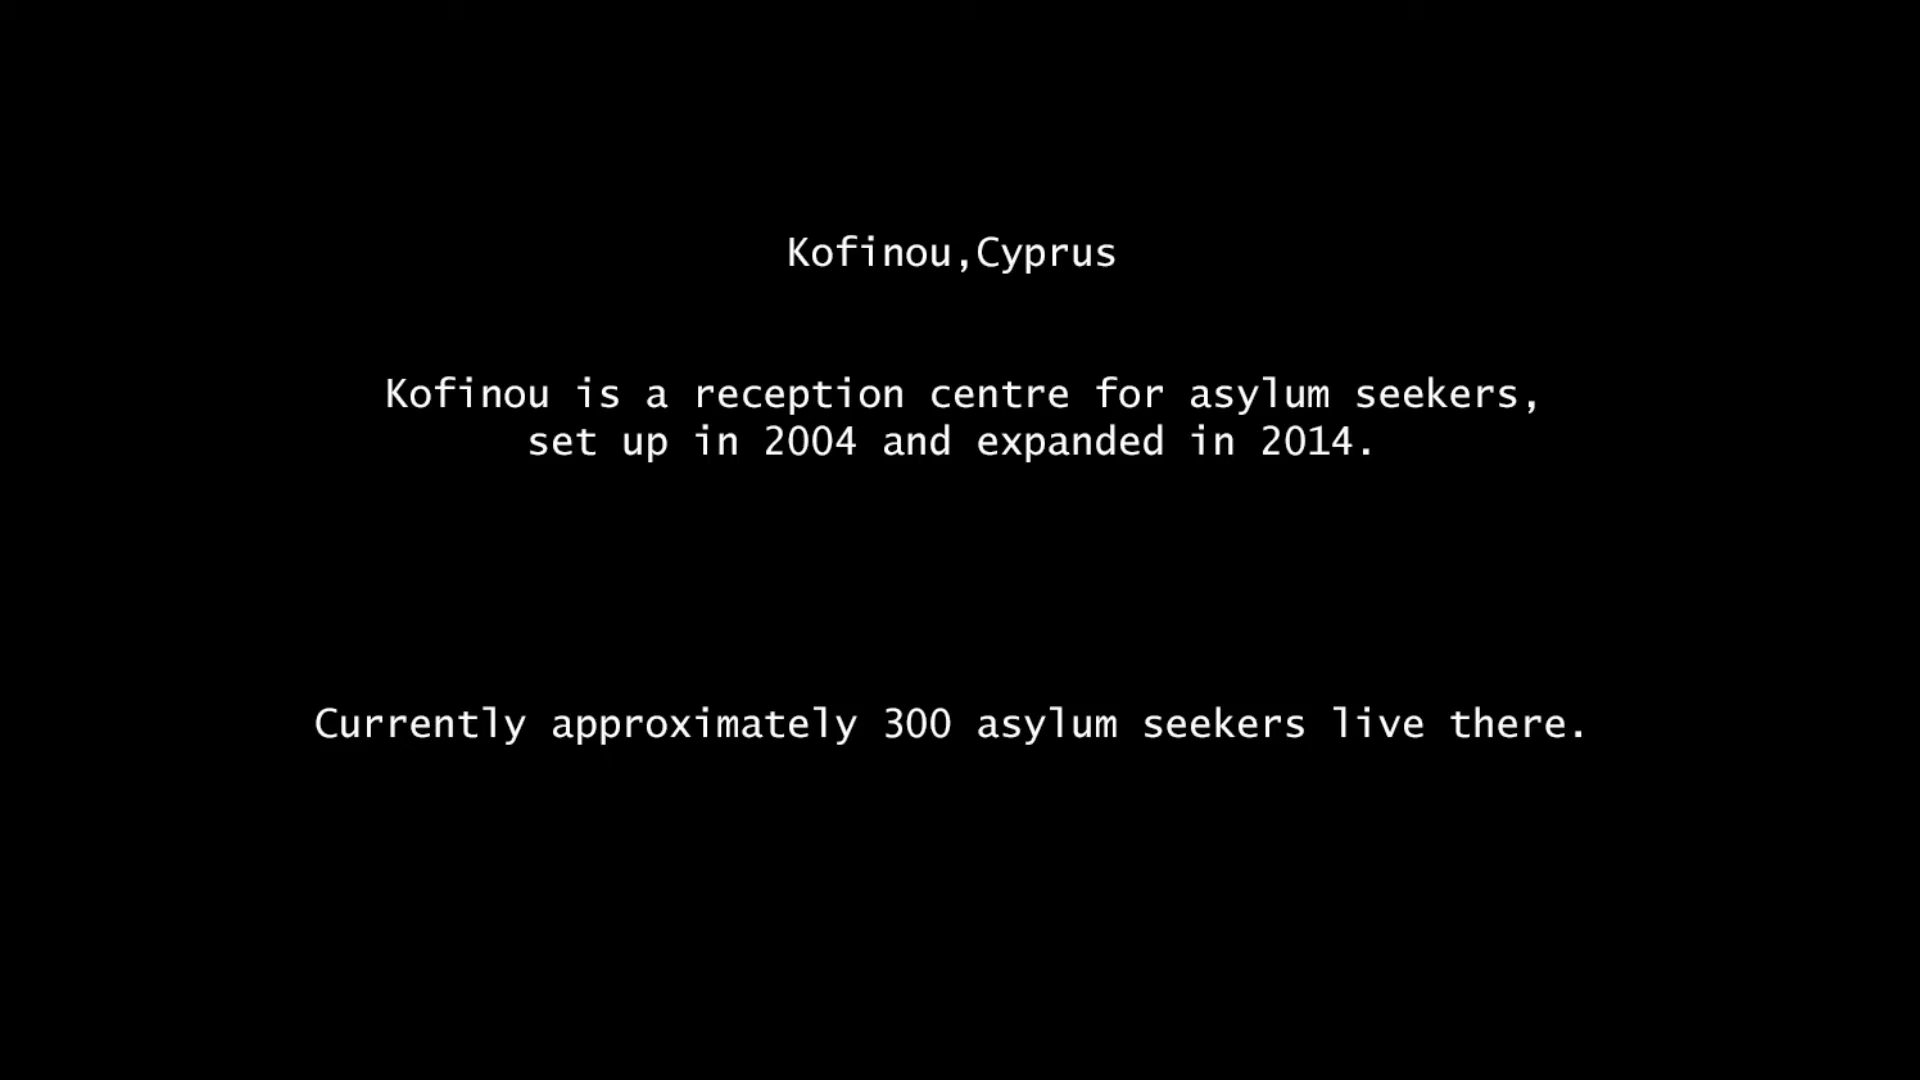 Kofinou,Cyprus
Kofinou is a reception centre for asylum seekers,
set up in 2004 and expanded in 2014.
Currently approximately 300 asylum seekers live there.